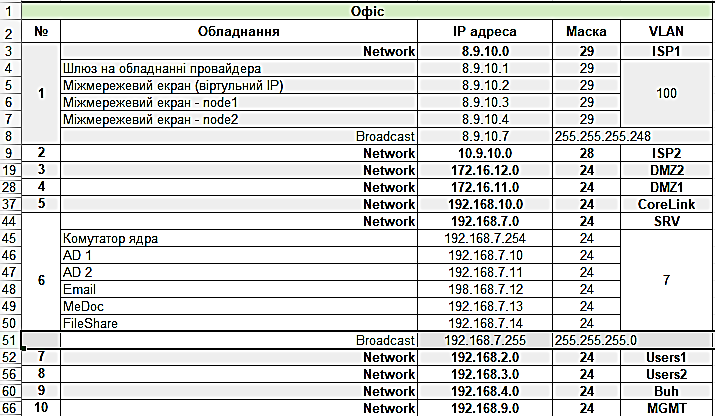 1 Офіс
2 № Обладнання IP адреса Маска VLAN
3 Network 8.9.10.0 29 ISP1
4 Шлюз на обладнанні провайдера 8.9.10.1 29
5 Міжмережевий екран (віртульний IP) 8.9.10.2 29
1 100
6 Міжмережевий екран - node1 8.9.10.3 29
7 Міжмережевий екран - node2 8.9.10.4 29
8 Broadcast 8.9.10.7 255.255.255.248
9 2 Network 10.9.10.0 28 ISP2
19 3 Network 172.16.12.0 24 DMZ2
28 4 Network 172.16.11.0 24 DMZ1
37 5 Network 192.168.10.0 24 CoreLink
44 Network 192.168.7.0 24 SRV
45 Комутатор ядра 192.168.7.254 24
46 AD 1 192.168.7.10 24
47 AD 2 192.168.7.11 24
6 7
48 Email 198.168.7.12 24
49 MeDoc 192.168.7.13 24
50 FileShare 192.168.7.14 24
51 Broadcast 192.168.7.255 255.255.255.0
52 7 Network 192.168.2.0 24 Users1
56 8 Network 192.168.3.0 24 Users2
60 9 Network 192.168.4.0 24 Buh
66 10 Network 192.168.9.0 24 MGMT